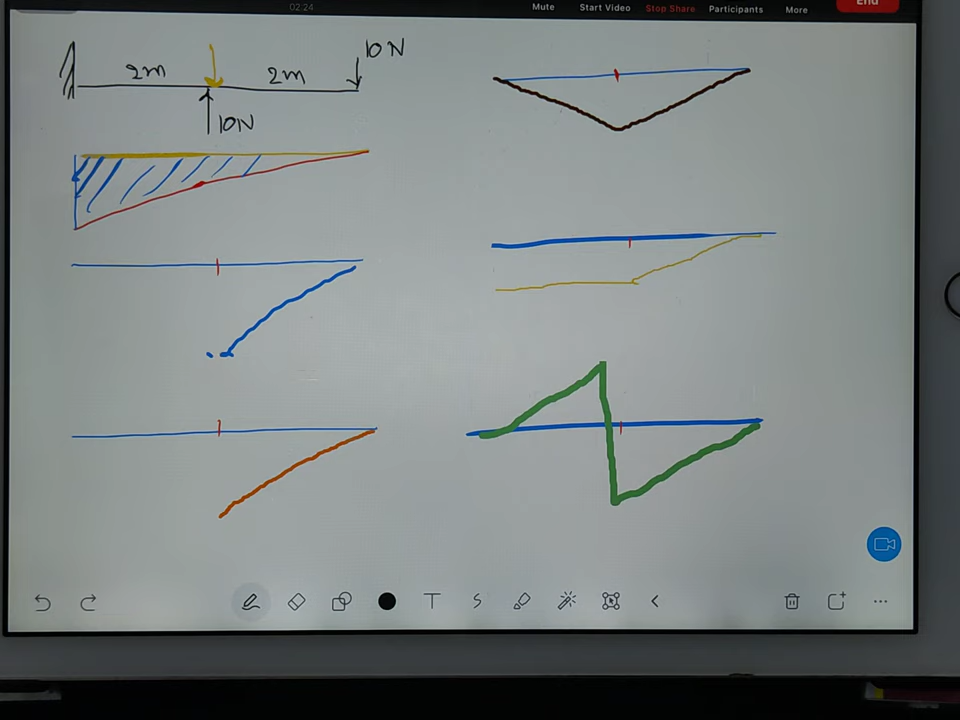 02:24
Mute Start Video Stop Share Participants More End
10N
2m 2m
10N
T